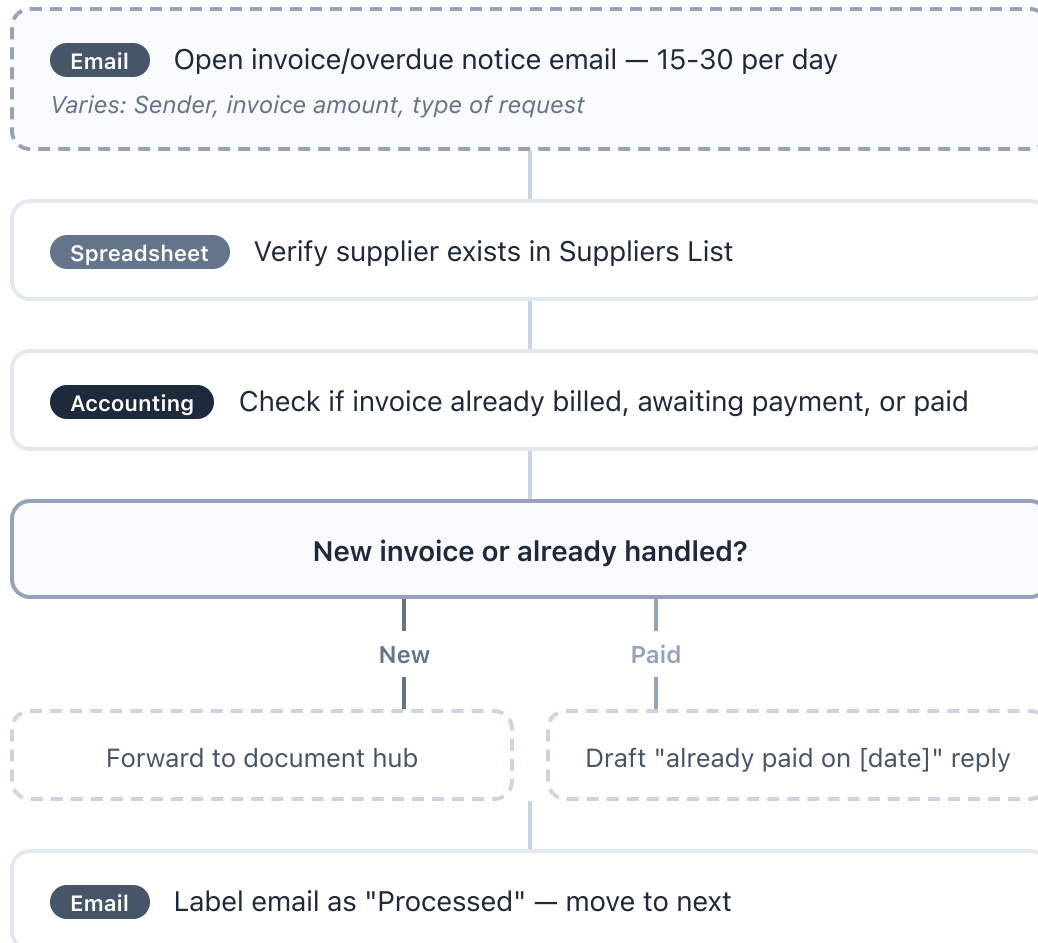 Email Open invoice/overdue notice email — 15-30 per day
Varies: Sender, invoice amount, type of request
Spreadsheet Verify supplier exists in Suppliers List
Accounting Check if invoice already billed, awaiting payment, or paid
New invoice or already handled?
New Paid
Forward to document hub Draft "already paid on [date]" reply
Email Label email as "Processed" — move to next